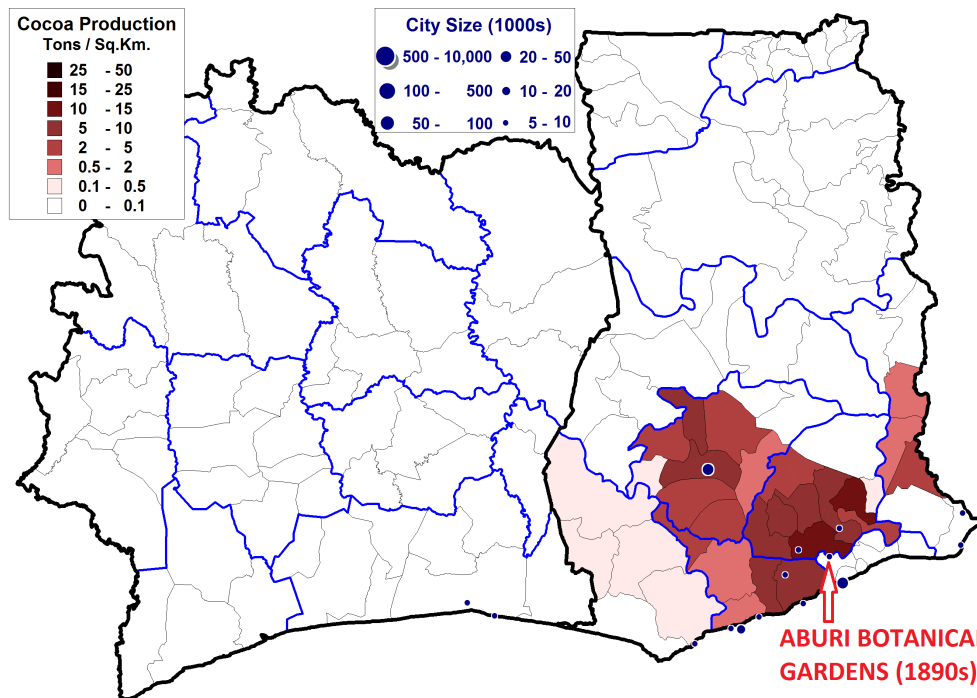 Cocoa Production
Tons / Sq.Km.
25 - 50
15 - 25
10 - 15
5 - 10
2 - 5
0.5 - 2
0.1 - 0.5
0 - 0.1
City Size (1000s)
500 - 10,000
20 - 50
100 - 500
10 - 20
50 - 100
5 - 10
ABURI BOTANICA
GARDENS (1890s)